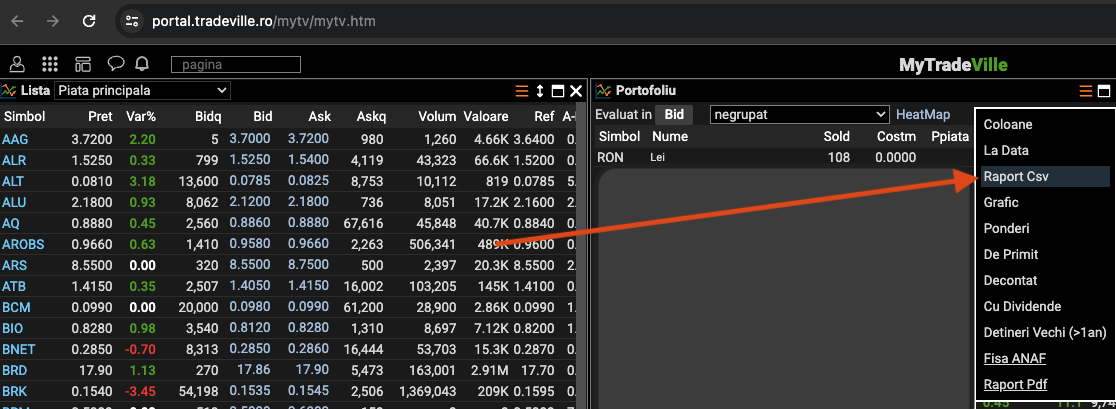 portal.tradeville.ro/mytv/mytv.htm
pagina
MyTradeVille
Lista Piata principala
Simbol Pret Var% Bidq Bid Ask Askq Volum Valoare Ref A-
AAG 3.7200 2.20 5 3.7000 3.7200 980 1,260 4.66K 3.6400 0.
ALR 1.5250 0.33 799 1.5250 1.5400 4,119 43,323 66.6K 1.5200 0.
ALT 0.0810 3.18 13,600 0.0785 0.0825 8,753 10,112 819 0.0785 5.
ALU 2.1800 0.93 8,062 2.1200 2.1800 736 8,051 17.2K 2.1600 2.
AQ 0.8880 0.45 2,560 0.8860 0.8880 67,616 45,848 40.7K 0.8840 0.
AROBS 0.9660 0.63 1,410 0.9580 0.9660 2,263 506,341 489K 0.9600 0.
ARS 8.5500 0.00 320 8.5500 8.7500 500 2,397 20.3K 8.5500 2.
ATB 1.4150 0.35 2,507 1.4050 1.4150 16,002 103,205 145K 1.4100 0.
BCM 0.0990 0.00 20,000 0.0980 0.0990 61,200 28,900 2.86K 0.0990 0.
BIO 0.8280 0.98 3,540 0.8120 0.8280 1,310 8,697 7.12K 0.8200 1.
BNET 0.2850 -0.70 8,313 0.2850 0.2860 16,444 53,703 15.3K 0.2870 0.
BRD 17.90 1.13 270 17.86 17.90 5,473 163,001 2.91M 17.70 0.
BRK 0.1540 -3.45 54,198 0.1535 0.1545 2,506 1,369,043 209K 0.1595 0.
Portofoliu
Evaluat in Bid negrupat HeatMap
Simbol Nume Sold Costm Ppiata
RON Lei 108 0.0000
Coloane
La Data
Raport Csv
Grafic
Ponderi
De Primit
Decontat
Cu Dividende
Detineri Vechi (>1an)
Fisa ANAF
Raport Pdf